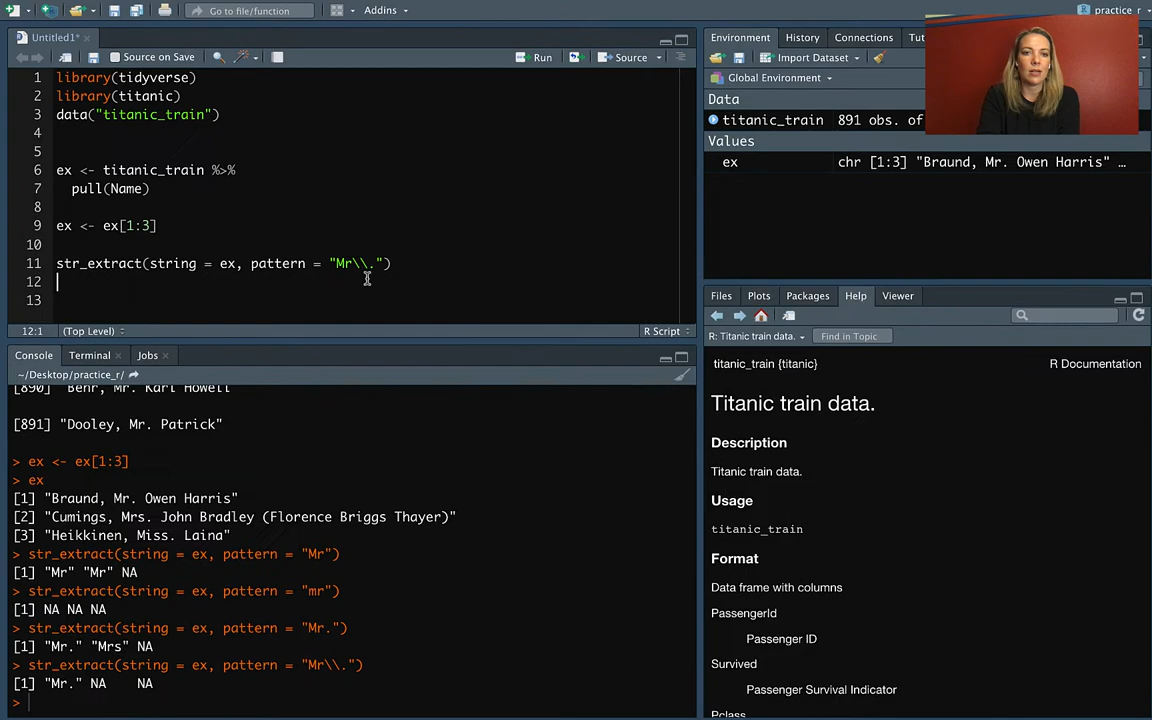 Go to file/function
Addins
practice r
Untitled1*
Source on Save
Run
Source
1 library(tidyverse)
2 library(titanic)
3 data("titanic_train")
4
5
6 ex <- titanic_train %>%
7 pull(Name)
8
9 ex <- ex[1:3]
10
11 str_extract(string = ex, pattern = "Mr\\.")
12
13
12:1 (Top Level) R Script
Console Terminal Jobs
~/Desktop/practice_r/
[890] "Behr, Mr. Karl Howell"
[891] "Dooley, Mr. Patrick"
> ex <- ex[1:3]
> ex
[1] "Braund, Mr. Owen Harris"
[2] "Cumings, Mrs. John Bradley (Florence Briggs Thayer)"
[3] "Heikkinen, Miss. Laina"
> str_extract(string = ex, pattern = "Mr")
[1] "Mr" "Mr" NA
> str_extract(string = ex, pattern = "mr")
[1] NA NA NA
> str_extract(string = ex, pattern = "Mr.")
[1] "Mr." "Mrs" NA
> str_extract(string = ex, pattern = "Mr\\.")
[1] "Mr." NA NA
>
Environment History Connections Tut
Import Dataset
Global Environment
Data
titanic_train 891 obs. of
Values
ex chr [1:3] "Braund, Mr. Owen Harris" …
Files Plots Packages Help Viewer
R: Titanic train data. Find in Topic
titanic_train {titanic} R Documentation
Titanic train data.
Description
Titanic train data.
Usage
titanic_train
Format
Data frame with columns
PassengerId
Passenger ID
Survived
Passenger Survival Indicator
Pclass